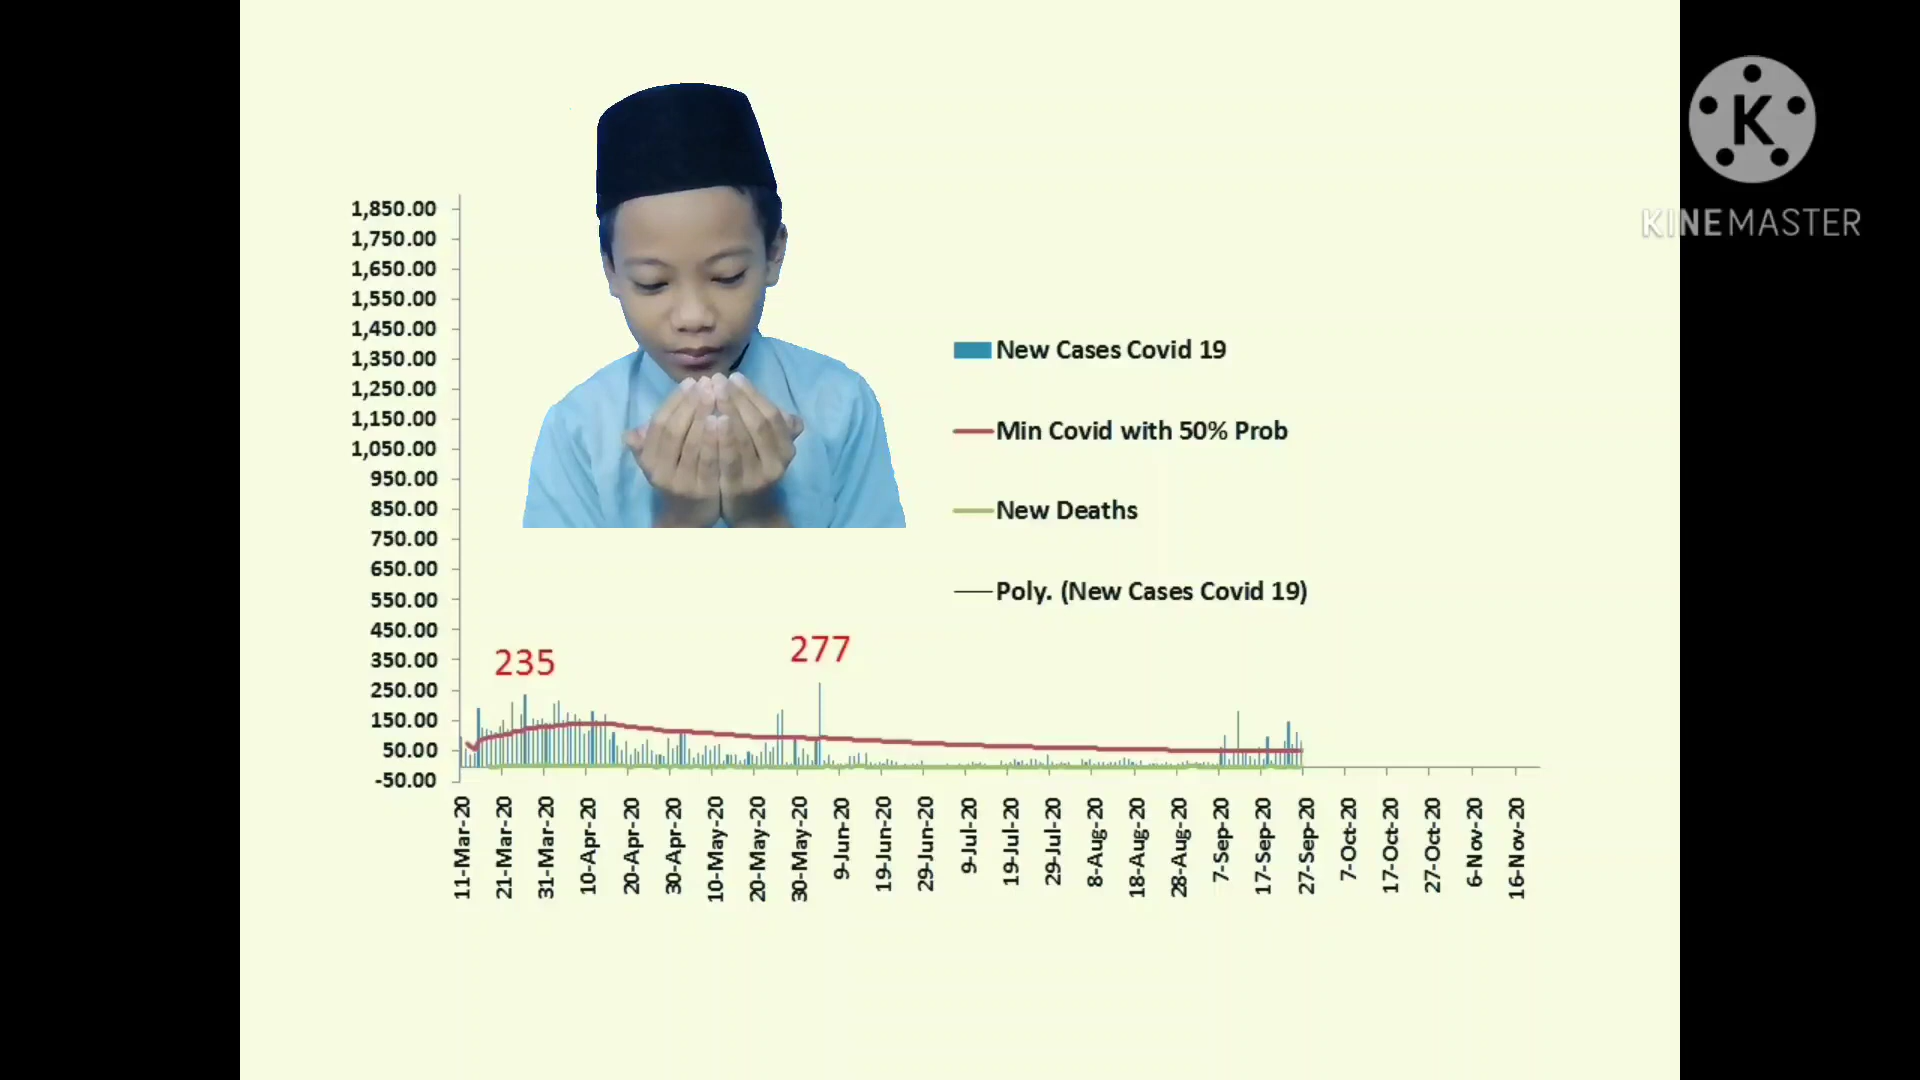 K
KINEMASTER
1,850.00
1,750.00
1,650.00
1,550.00
1,450.00
1,350.00
1,250.00
1,150.00
1,050.00
950.00
850.00
750.00
650.00
550.00
450.00
350.00
250.00
150.00
50.00
-50.00
New Cases Covid 19
Min Covid with 50% Prob
New Deaths
Poly. (New Cases Covid 19)
235
277
11-Mar-20
21-Mar-20
31-Mar-20
10-Apr-20
20-Apr-20
30-Apr-20
10-May-20
20-May-20
30-May-20
9-Jun-20
19-Jun-20
29-Jun-20
9-Jul-20
19-Jul-20
29-Jul-20
8-Aug-20
18-Aug-20
28-Aug-20
7-Sep-20
17-Sep-20
27-Sep-20
7-Oct-20
17-Oct-20
27-Oct-20
6-Nov-20
16-Nov-20